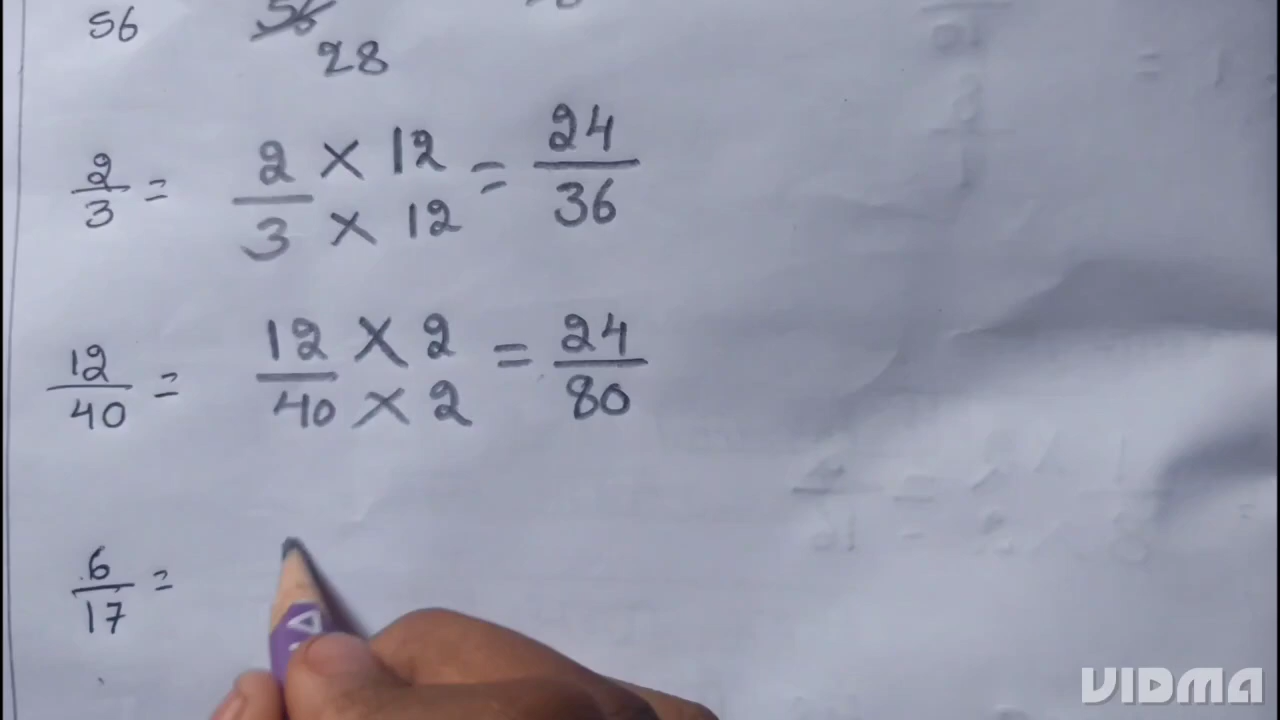 56 56
28
2/3 = 2 × 12 / 3 × 12 = 24/36
12/40 = 12 × 2 / 40 × 2 = 24/80
6/17 =
VIDMA